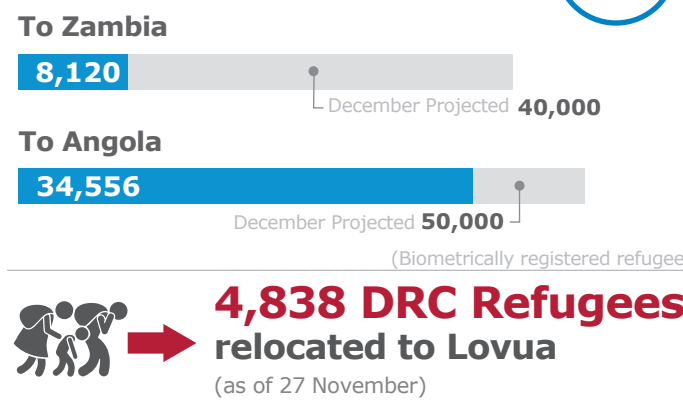 To Zambia
8,120
December Projected 40,000
To Angola
34,556
December Projected 50,000
(Biometrically registered refugee
4,838 DRC Refugees
relocated to Lovua
(as of 27 November)